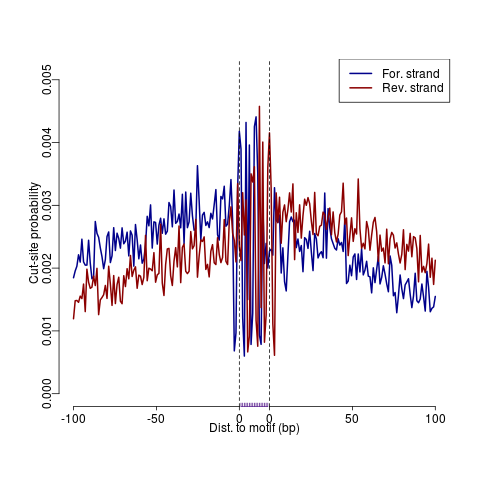 For. strand
Rev. strand
Cut-site probability
0.005
0.004
0.003
0.002
0.001
0.000
-100 -50 0 0 50 100
Dist. to motif (bp)